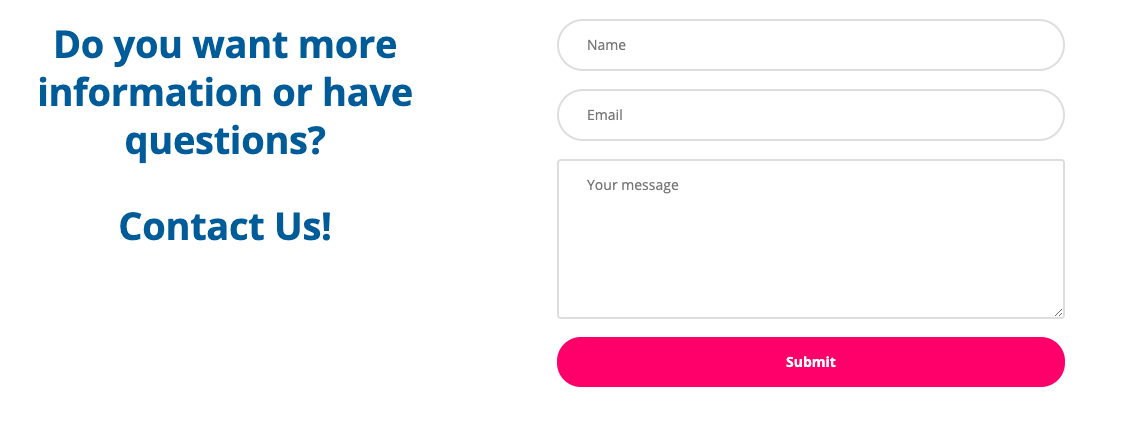 Do you want more
information or have
questions?
Contact Us!
Name
Email
Your message
Submit